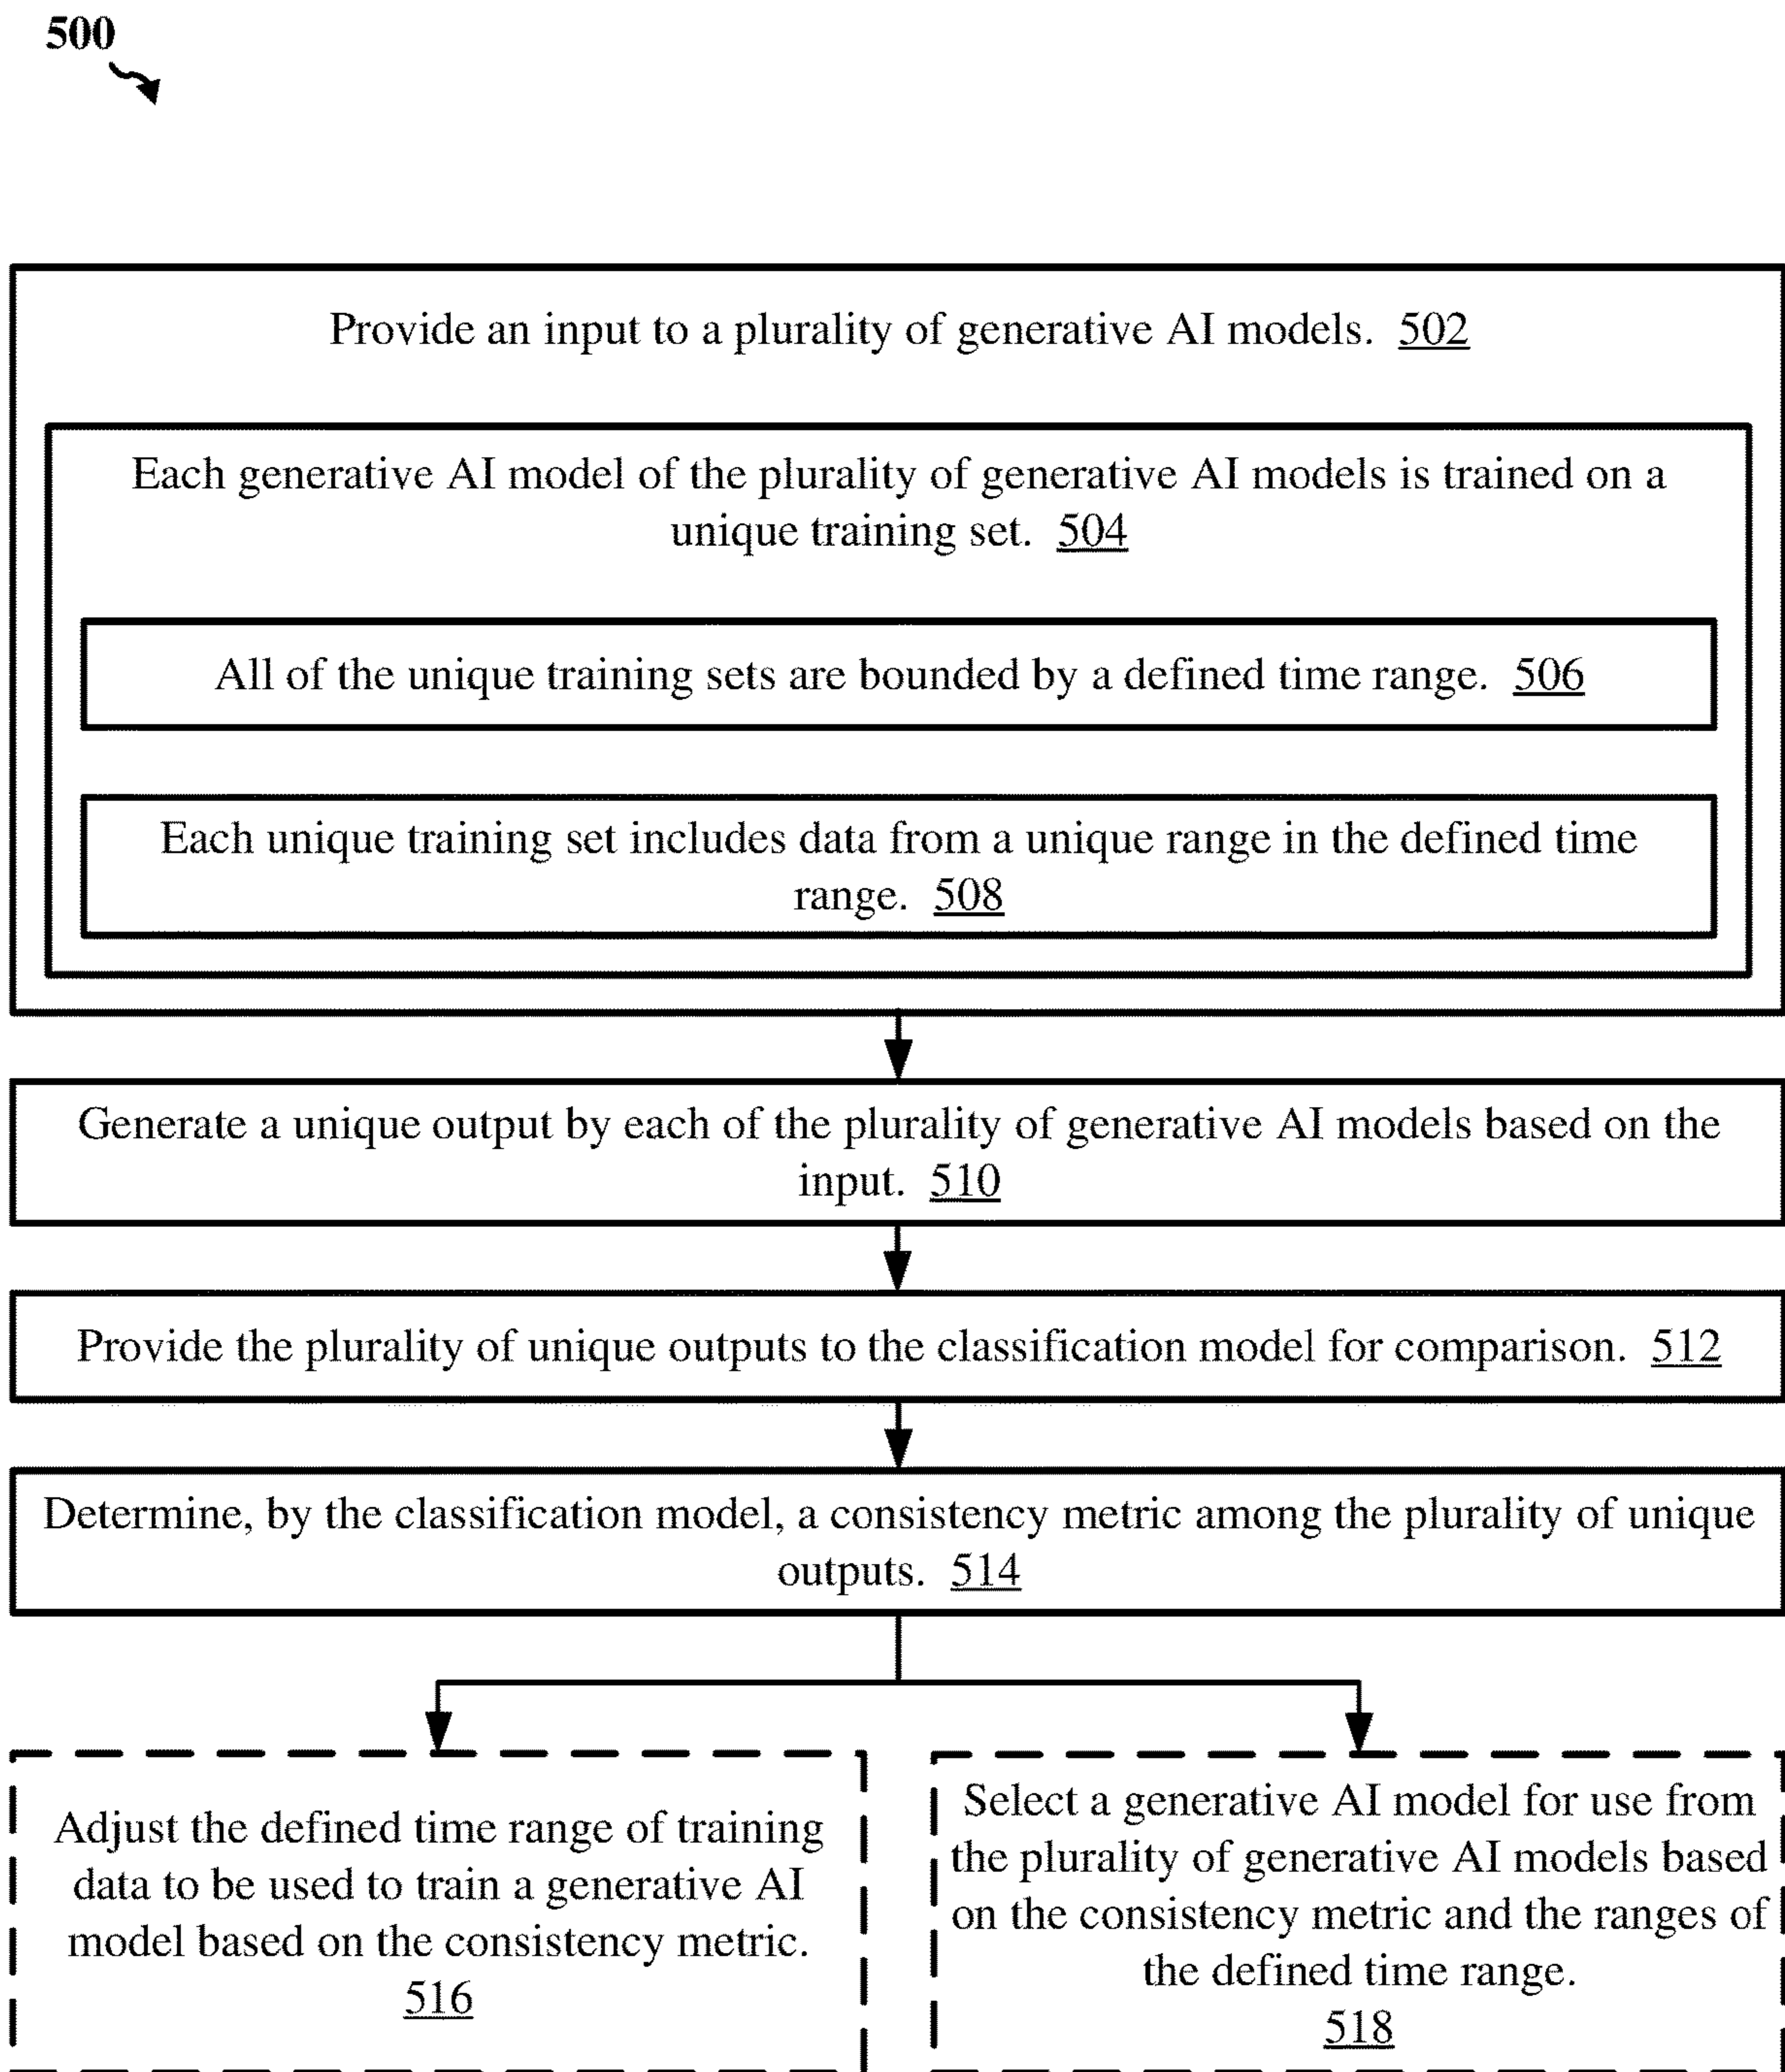 500
Provide an input to a plurality of generative AI models. 502
Each generative AI model of the plurality of generative AI models is trained on a
unique training set. 504
All of the unique training sets are bounded by a defined time range. 506
Each unique training set includes data from a unique range in the defined time
range. 508
Generate a unique output by each of the plurality of generative AI models based on the
input. 510
Provide the plurality of unique outputs to the classification model for comparison. 512
Determine, by the classification model, a consistency metric among the plurality of unique
outputs. 514
Adjust the defined time range of training
data to be used to train a generative AI
model based on the consistency metric.
516
Select a generative AI model for use from
the plurality of generative AI models based
on the consistency metric and the ranges of
the defined time range.
518